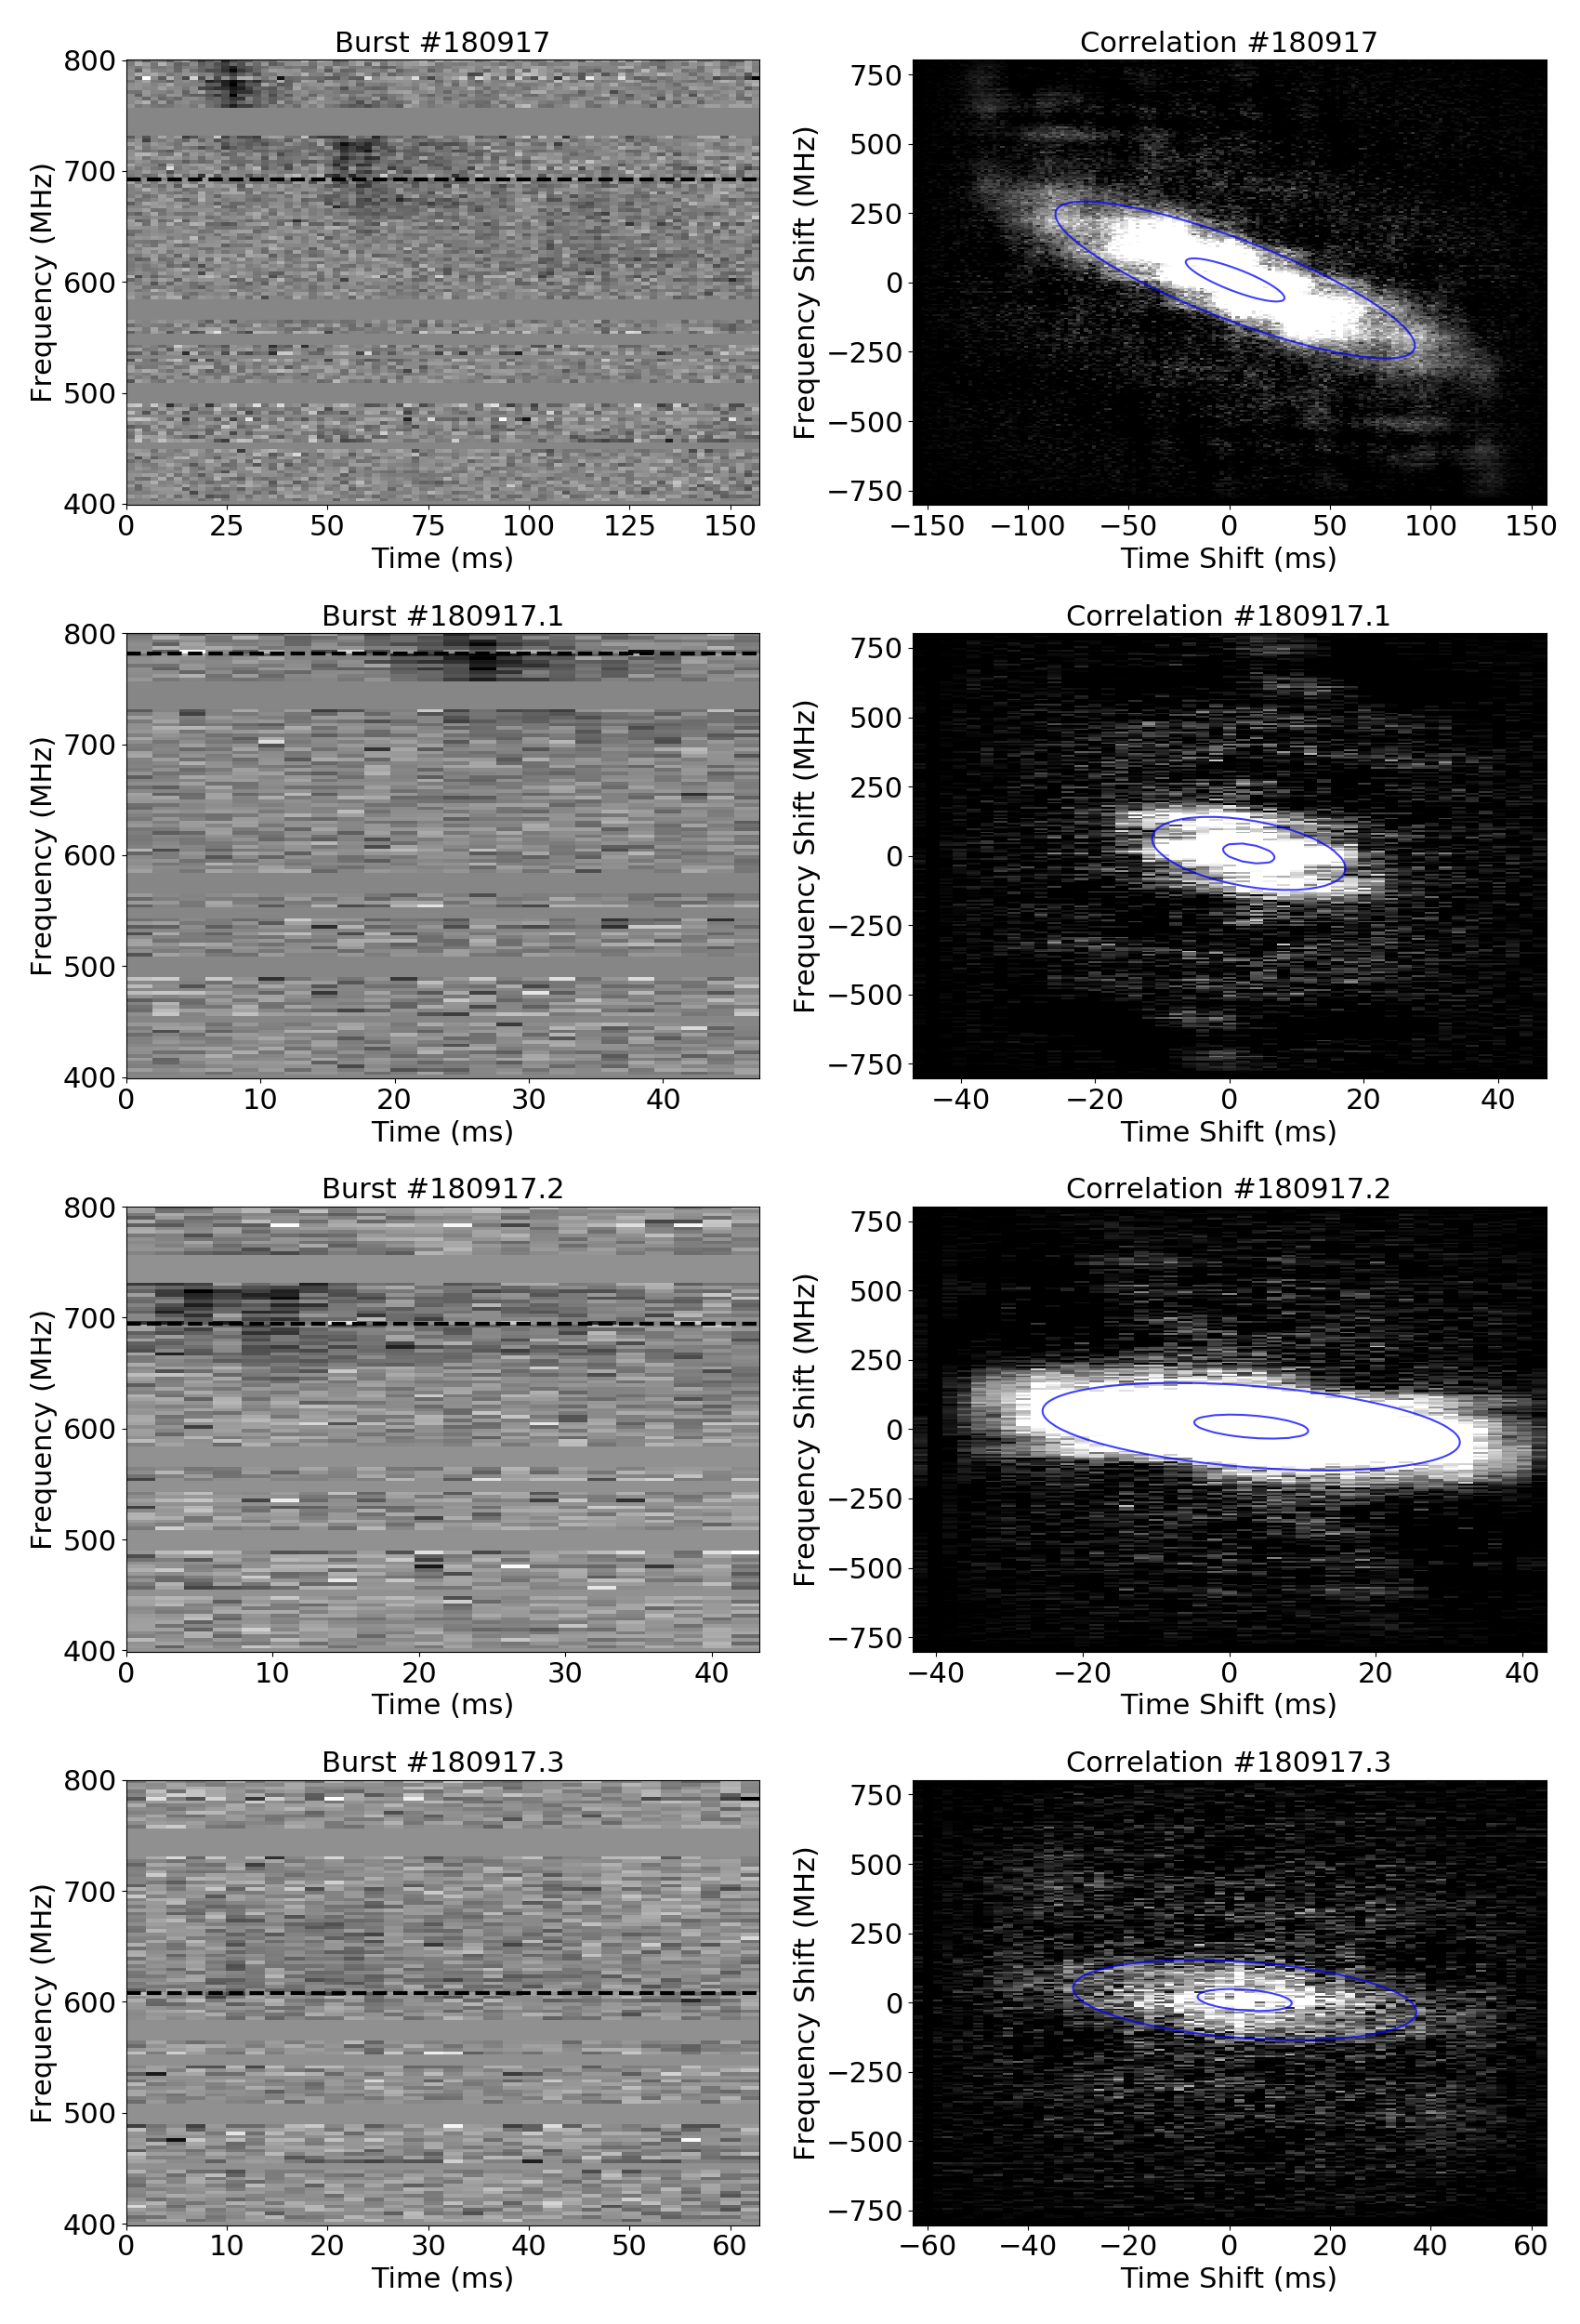 Burst #180917
Correlation #180917
800
700
600
500
400
Frequency (MHz)
0 25 50 75 100 125 150
Time (ms)
750
500
250
0
−250
−500
−750
Frequency Shift (MHz)
−150 −100 −50 0 50 100 150
Time Shift (ms)
Burst #180917.1
Correlation #180917.1
800
700
600
500
400
Frequency (MHz)
0 10 20 30 40
Time (ms)
750
500
250
0
−250
−500
−750
Frequency Shift (MHz)
−40 −20 0 20 40
Time Shift (ms)
Burst #180917.2
Correlation #180917.2
800
700
600
500
400
Frequency (MHz)
0 10 20 30 40
Time (ms)
750
500
250
0
−250
−500
−750
Frequency Shift (MHz)
−40 −20 0 20 40
Time Shift (ms)
Burst #180917.3
Correlation #180917.3
800
700
600
500
400
Frequency (MHz)
0 10 20 30 40 50 60
Time (ms)
750
500
250
0
−250
−500
−750
Frequency Shift (MHz)
−60 −40 −20 0 20 40 60
Time Shift (ms)